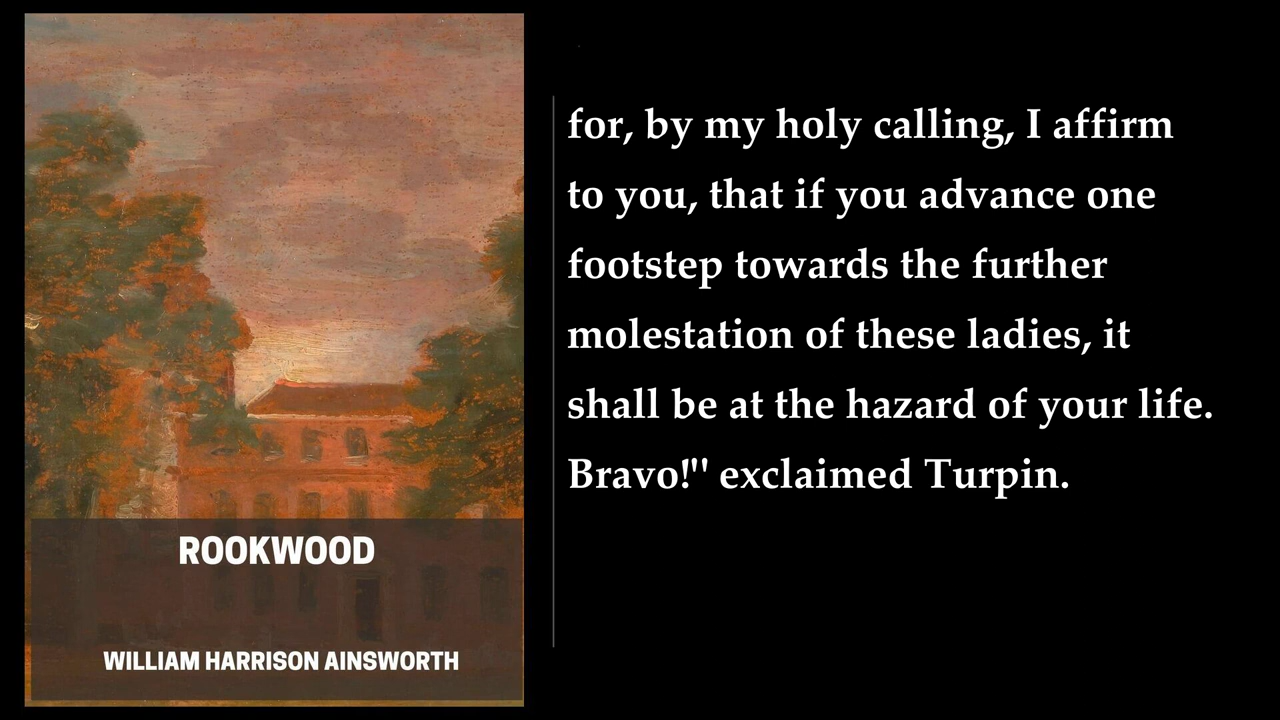 ROOKWOOD
WILLIAM HARRISON AINSWORTH
for, by my holy calling, I affirm
to you, that if you advance one
footstep towards the further
molestation of these ladies, it
shall be at the hazard of your life.
Bravo!" exclaimed Turpin.